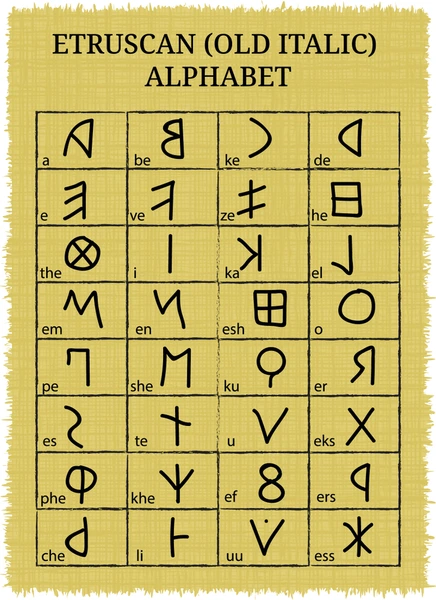 ETRUSCAN (OLD ITALIC)
ALPHABET
a 𐌀 be 𐌁 ke 𐌂 de 𐌃
e 𐌄 ve 𐌅 ze 𐌆 he 𐌇
the 𐌈 i 𐌉 ka 𐌊 el 𐌋
em 𐌌 en 𐌍 esh 𐌎 o 𐌏
pe 𐌐 she 𐌑 ku 𐌒 er 𐌓
es 𐌔 te 𐌕 u 𐌖 eks 𐌗
phe 𐌘 khe 𐌙 ef 𐌚 ers 𐌛
che 𐌜 li 𐌝 uu 𐌞 ess 𐌟